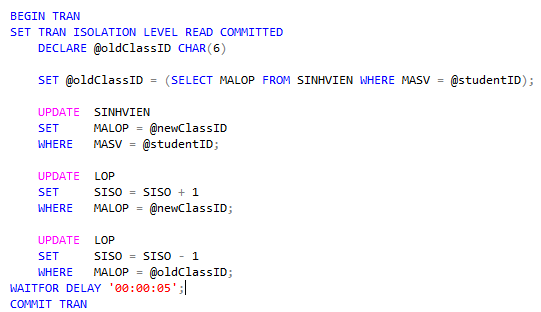 BEGIN TRAN
SET TRAN ISOLATION LEVEL READ COMMITTED
DECLARE @oldClassID CHAR(6)
SET @oldClassID = (SELECT MALOP FROM SINHVIEN WHERE MASV = @studentID);
UPDATE SINHVIEN
SET MALOP = @newClassID
WHERE MASV = @studentID;
UPDATE LOP
SET SISO = SISO + 1
WHERE MALOP = @newClassID;
UPDATE LOP
SET SISO = SISO - 1
WHERE MALOP = @oldClassID;
WAITFOR DELAY '00:00:05';
COMMIT TRAN